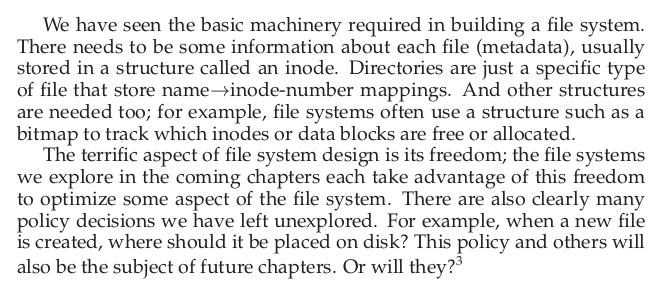 We have seen the basic machinery required in building a file system.
There needs to be some information about each file (metadata), usually
stored in a structure called an inode. Directories are just a specific type
of file that store name→inode-number mappings. And other structures
are needed too; for example, file systems often use a structure such as a
bitmap to track which inodes or data blocks are free or allocated.
The terrific aspect of file system design is its freedom; the file systems
we explore in the coming chapters each take advantage of this freedom
to optimize some aspect of the file system. There are also clearly many
policy decisions we have left unexplored. For example, when a new file
is created, where should it be placed on disk? This policy and others will
also be the subject of future chapters. Or will they?³